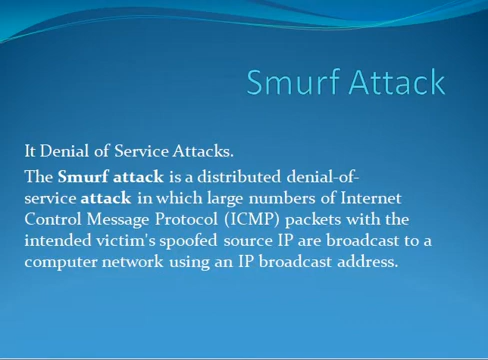 Smurf Attack
It Denial of Service Attacks.
The Smurf attack is a distributed denial-of-
service attack in which large numbers of Internet
Control Message Protocol (ICMP) packets with the
intended victim's spoofed source IP are broadcast to a
computer network using an IP broadcast address.